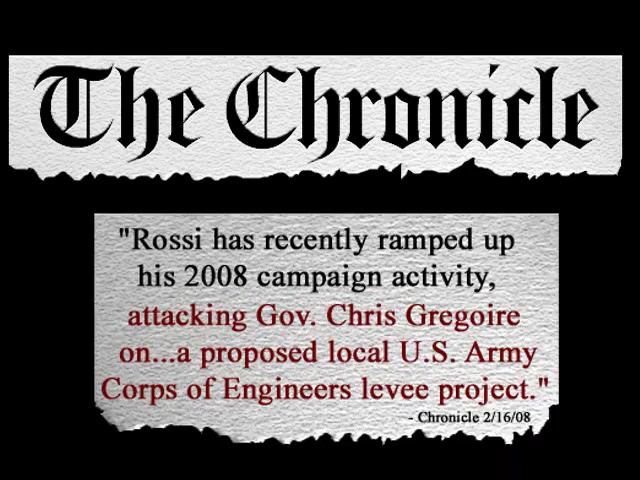 The Chronicle
"Rossi has recently ramped up
his 2008 campaign activity,
attacking Gov. Chris Gregoire
on...a proposed local U.S. Army
Corps of Engineers levee project."
- Chronicle 2/16/08